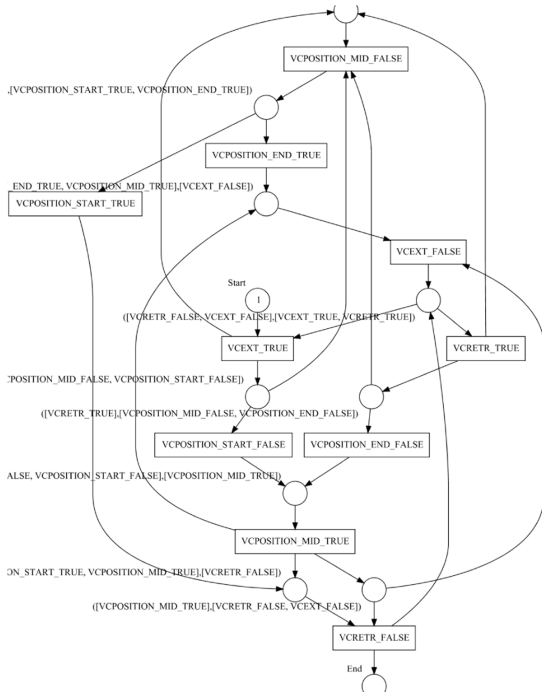 VCPOSITION_MID_FALSE
,[VCPOSITION_START_TRUE, VCPOSITION_END_TRUE])
VCPOSITION_END_TRUE
END_TRUE, VCPOSITION_MID_TRUE],[VCEXT_FALSE])
VCPOSITION_START_TRUE
VCEXT_FALSE
Start
1
([VCRETR_FALSE, VCEXT_FALSE],[VCEXT_TRUE, VCRETR_TRUE])
VCEXT_TRUE
VCRETR_TRUE
CPOSITION_MID_FALSE, VCPOSITION_START_FALSE])
([VCRETR_TRUE],[VCPOSITION_MID_FALSE, VCPOSITION_END_FALSE])
VCPOSITION_START_FALSE
VCPOSITION_END_FALSE
ALSE, VCPOSITION_START_FALSE],[VCPOSITION_MID_TRUE])
VCPOSITION_MID_TRUE
ON_START_TRUE, VCPOSITION_MID_TRUE],[VCRETR_FALSE])
([VCPOSITION_MID_TRUE],[VCRETR_FALSE, VCEXT_FALSE])
VCRETR_FALSE
End